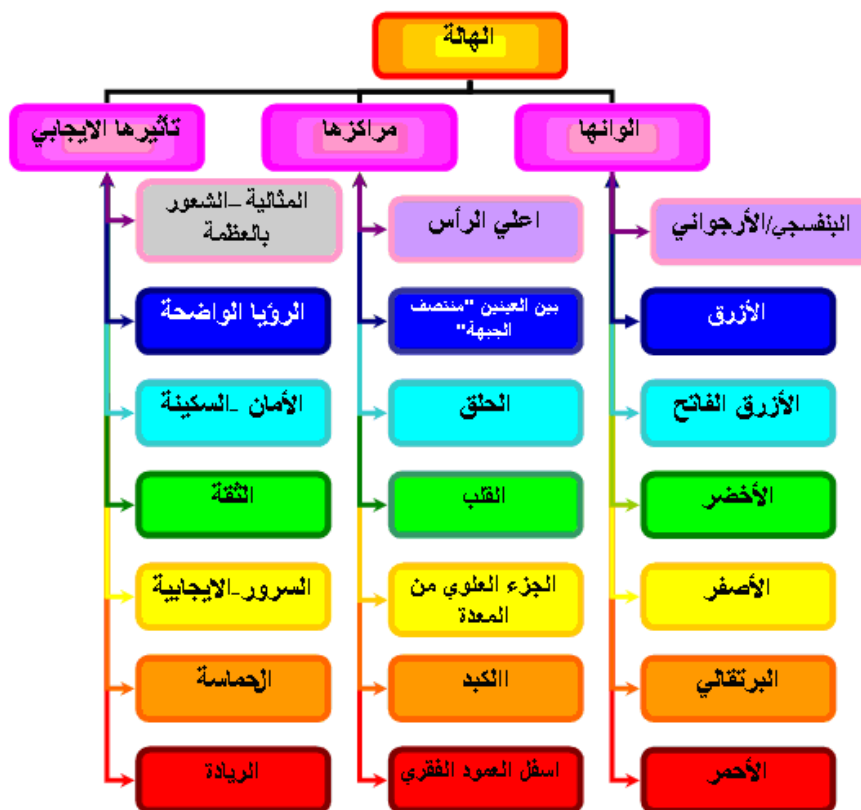 الهالة
الوانها
مراكزها
تأثيرها الايجابي
البنفسجي/الأرجواني
اعلي الرأس
المثالية –الشعور
بالعظمة
الأزرق
بين العينين "منتصف
الجبهة"
الرؤيا الواضحة
الأزرق الفاتح
الحلق
الأمان –السكينة
الأخضر
القلب
الثقة
الأصفر
الجزء العلوي من
المعدة
السرور–الايجابية
البرتقالي
االكبد
الحماسة
الأحمر
اسفل العمود الفقري
الريادة